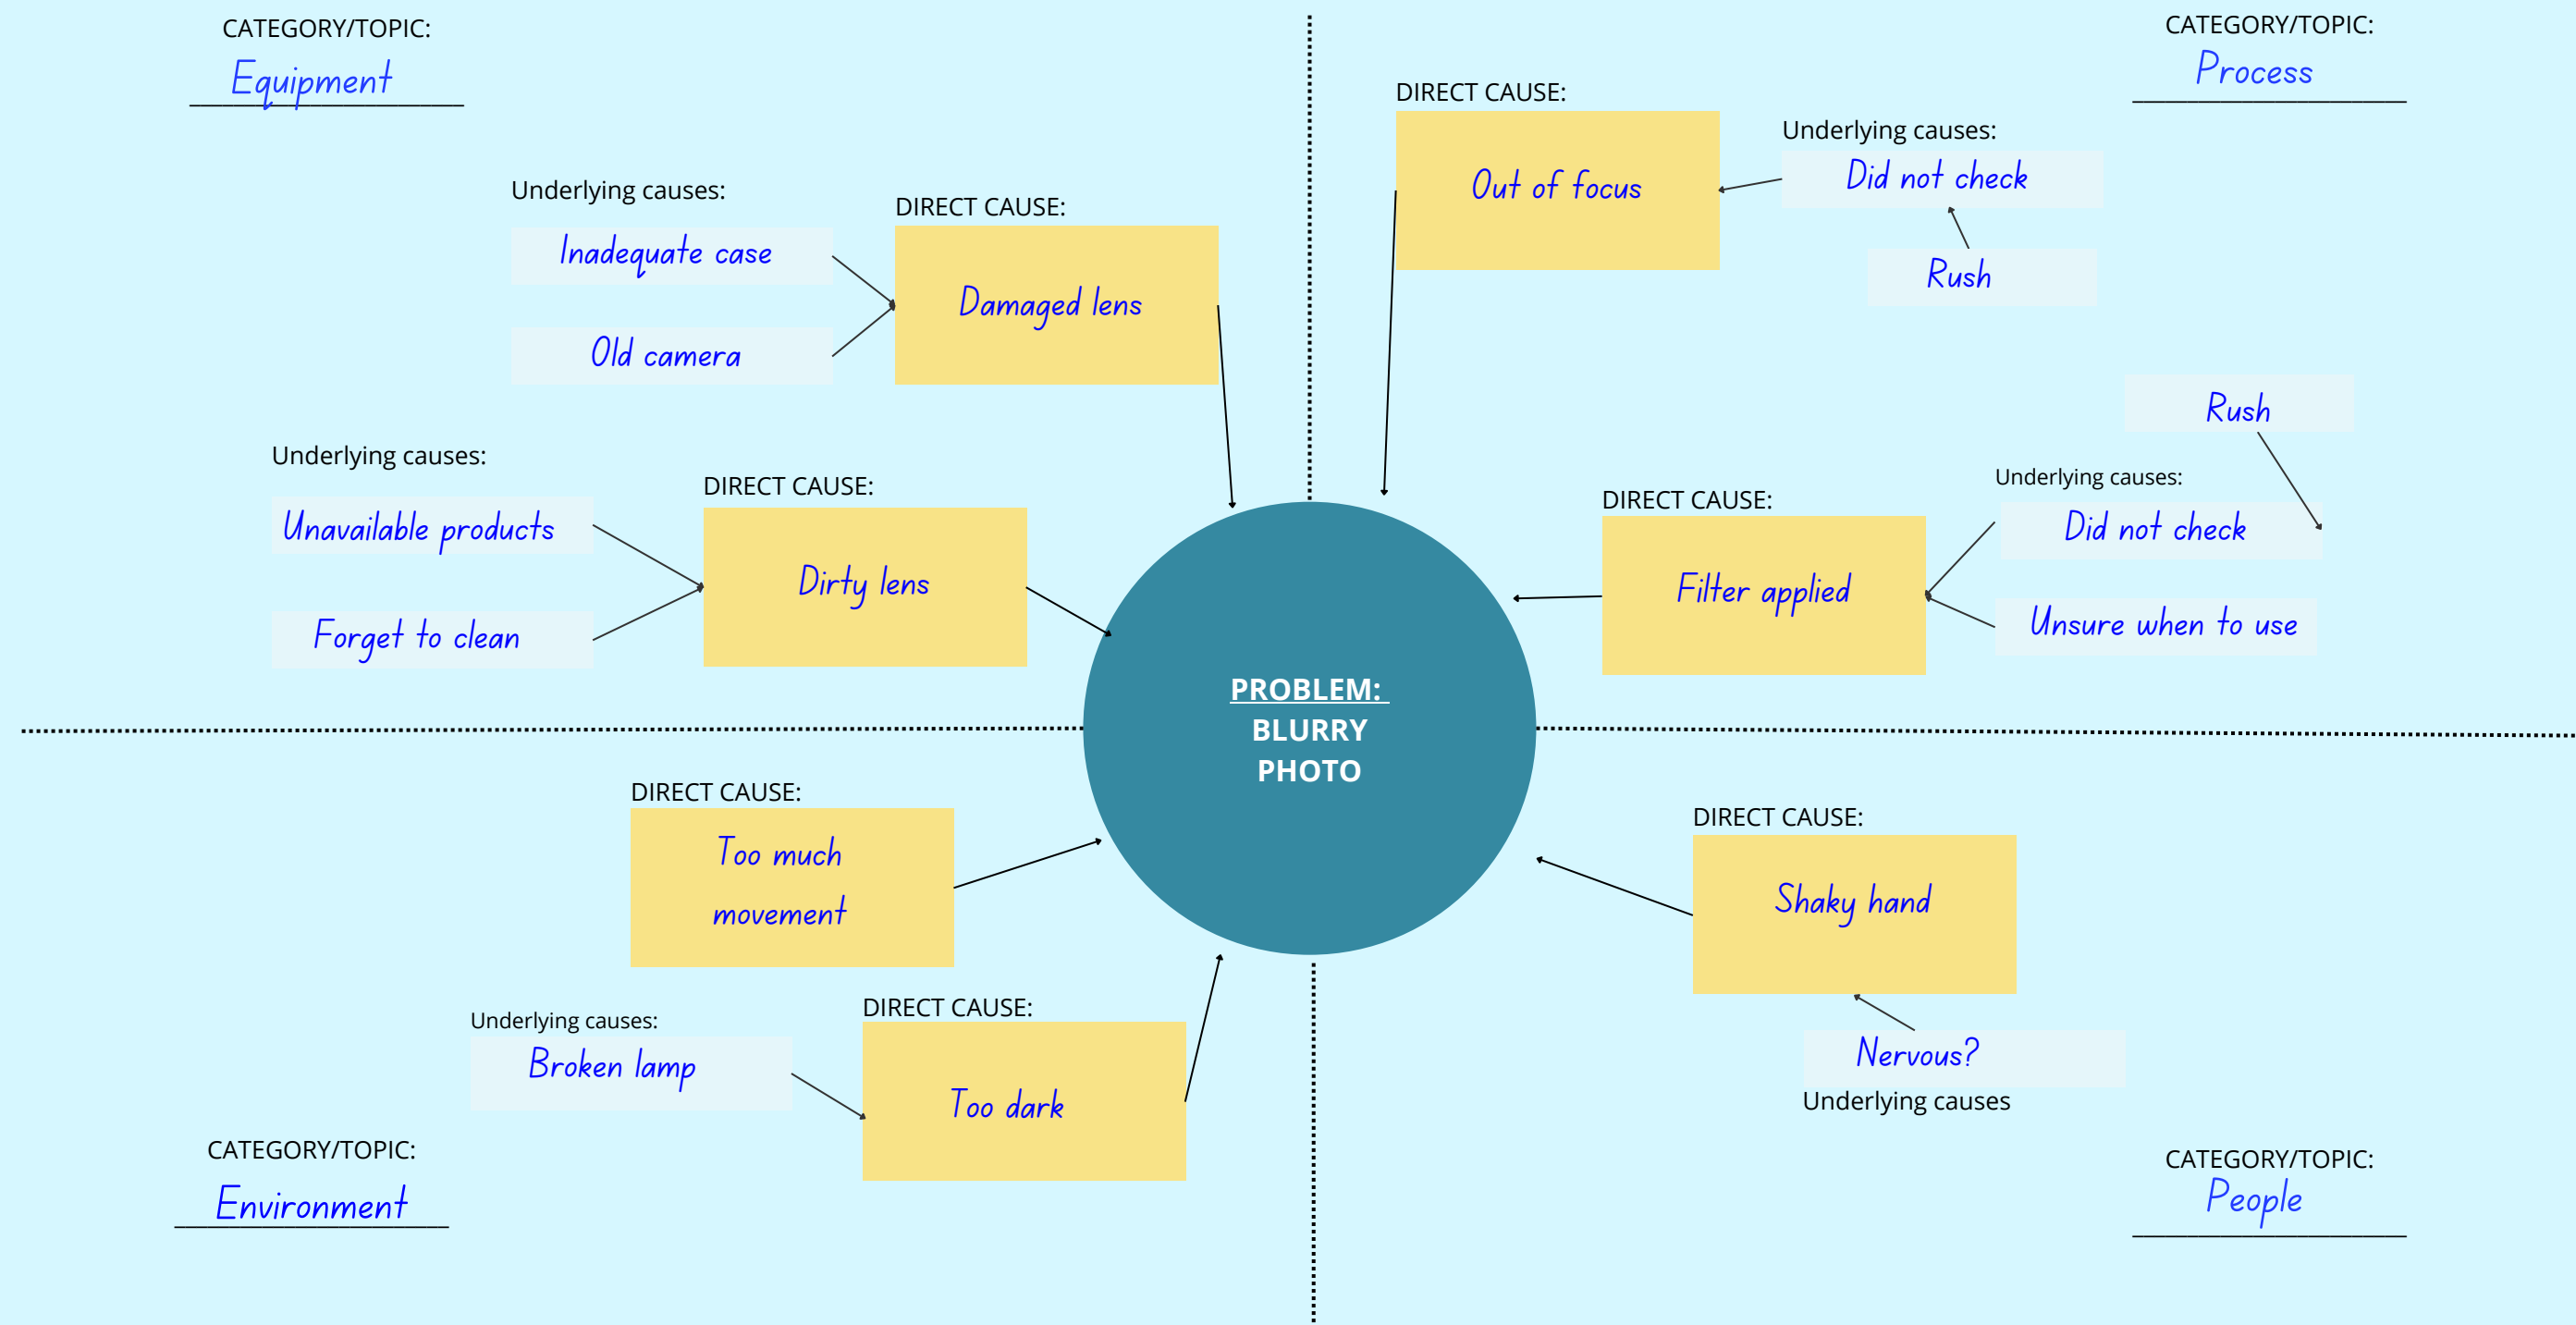 CATEGORY/TOPIC:
Equipment
Underlying causes:
Inadequate case
Old camera
DIRECT CAUSE:
Damaged lens
Underlying causes:
Unavailable products
Forget to clean
DIRECT CAUSE:
Dirty lens
CATEGORY/TOPIC:
Process
DIRECT CAUSE:
Out of focus
Underlying causes:
Did not check
Rush
Rush
DIRECT CAUSE:
Filter applied
Underlying causes:
Did not check
Unsure when to use
PROBLEM:
BLURRY
PHOTO
DIRECT CAUSE:
Too much
movement
Underlying causes:
Broken lamp
DIRECT CAUSE:
Too dark
CATEGORY/TOPIC:
Environment
DIRECT CAUSE:
Shaky hand
Nervous?
Underlying causes
CATEGORY/TOPIC:
People